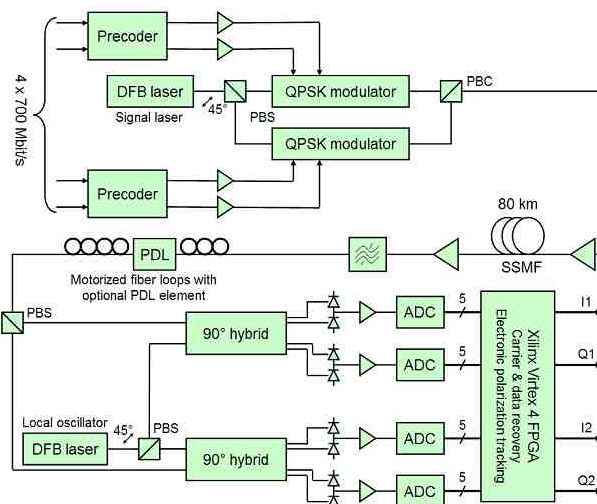 4 x 700 Mbit/s
Precoder
DFB laser
Signal laser
45°
PBS
QPSK modulator
PBC
QPSK modulator
Precoder
80 km
SSMF
PDL
Motorized fiber loops with
optional PDL element
PBS
90° hybrid
ADC
5
I1
ADC
5
Q1
Xilinx Virtex 4 FPGA
Carrier & data recovery
Electronic polarization tracking
Local oscillator
DFB laser
45°
PBS
90° hybrid
ADC
5
I2
ADC
5
Q2